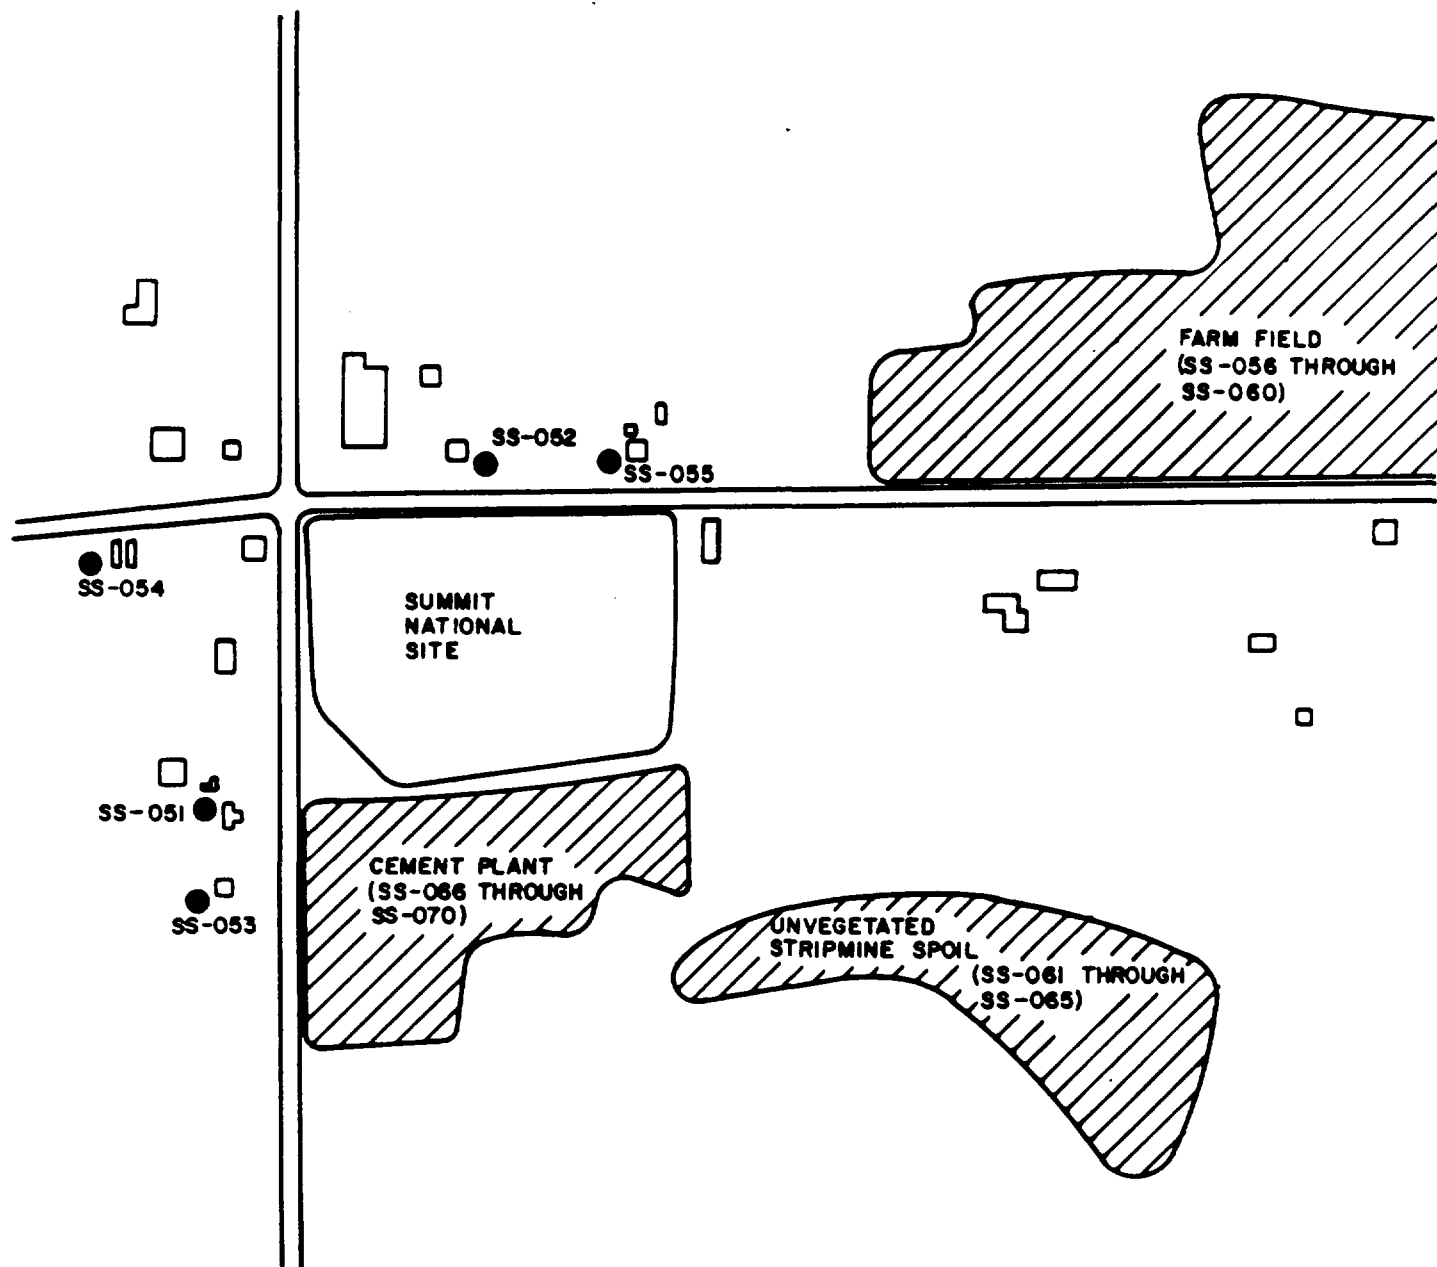 FARM FIELD
(SS-056 THROUGH
SS-060)
SS-052
SS-055
SS-054
SUMMIT
NATIONAL
SITE
SS-051
CEMENT PLANT
(SS-066 THROUGH
SS-070)
SS-053
UNVEGETATED
STRIPMINE SPOIL
(SS-061 THROUGH
SS-065)